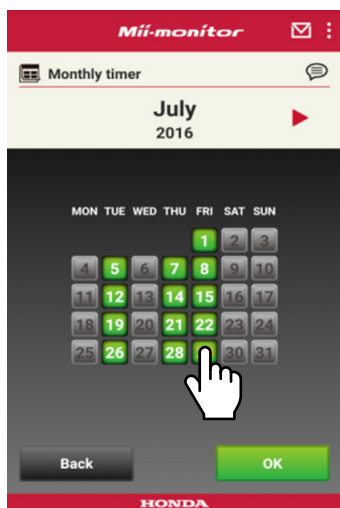 Mii-monitor
Monthly timer
July
2016
MON TUE WED THU FRI SAT SUN
1 2 3
4 5 6 7 8 9 10
11 12 13 14 15 16 17
18 19 20 21 22 23 24
25 26 27 28 30 31
Back OK
HONDA